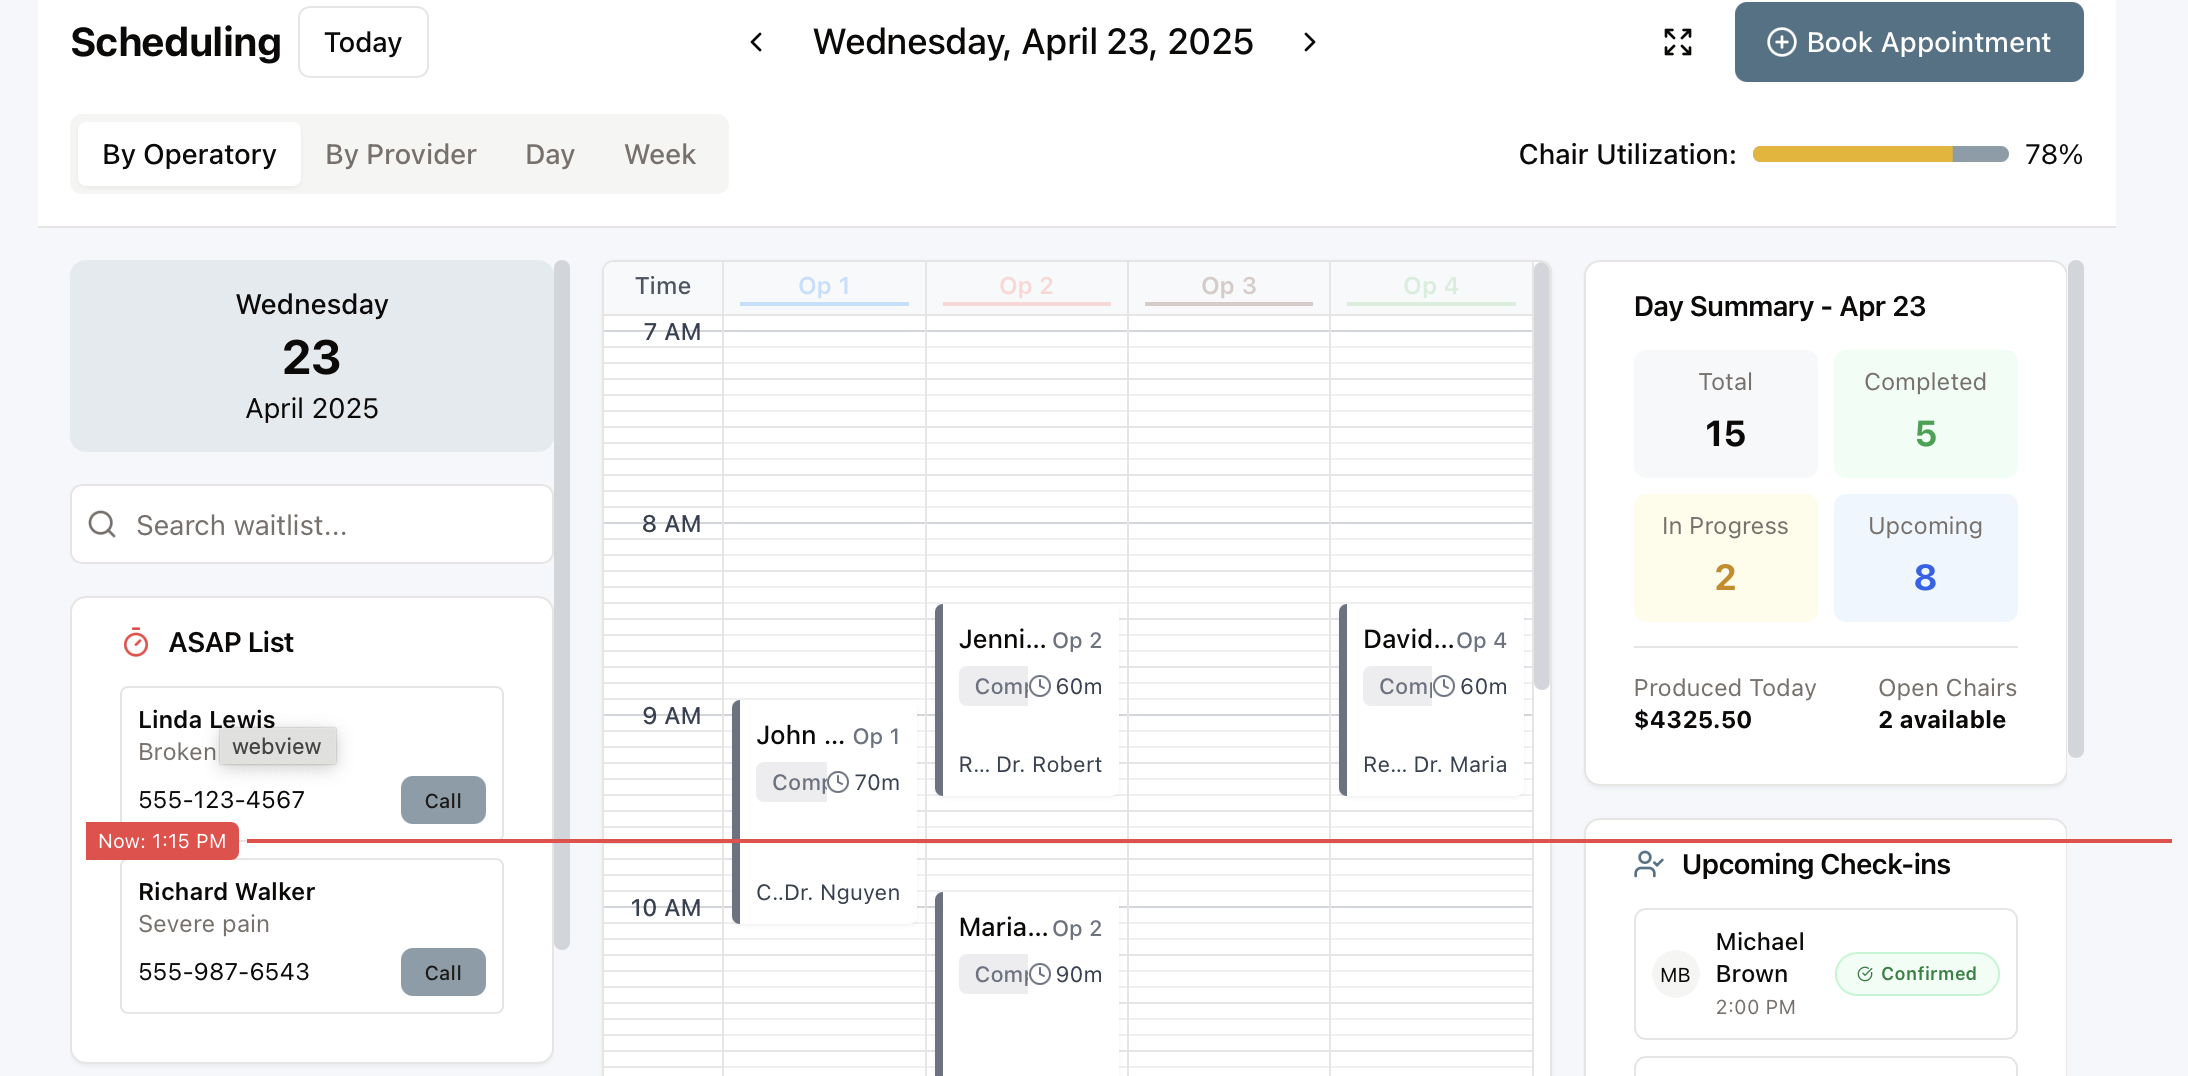 Scheduling
Today
Wednesday, April 23, 2025
Book Appointment
By Operatory
By Provider
Day
Week
Chair Utilization:
78%
Wednesday
23
April 2025
Search waitlist...
ASAP List
Linda Lewis
Broken
webview
555-123-4567
Call
Now: 1:15 PM
Richard Walker
Severe pain
555-987-6543
Call
Time
Op 1
Op 2
Op 3
Op 4
7 AM
8 AM
9 AM
10 AM
John ... Op 1
Comp 70m
C.. Dr. Nguyen
Jenni... Op 2
Comp 60m
R... Dr. Robert
Maria... Op 2
Comp 90m
David... Op 4
Comp 60m
Re... Dr. Maria
Day Summary - Apr 23
Total
15
Completed
5
In Progress
2
Upcoming
8
Produced Today
$4325.50
Open Chairs
2 available
Upcoming Check-ins
MB
Michael
Brown
2:00 PM
Confirmed